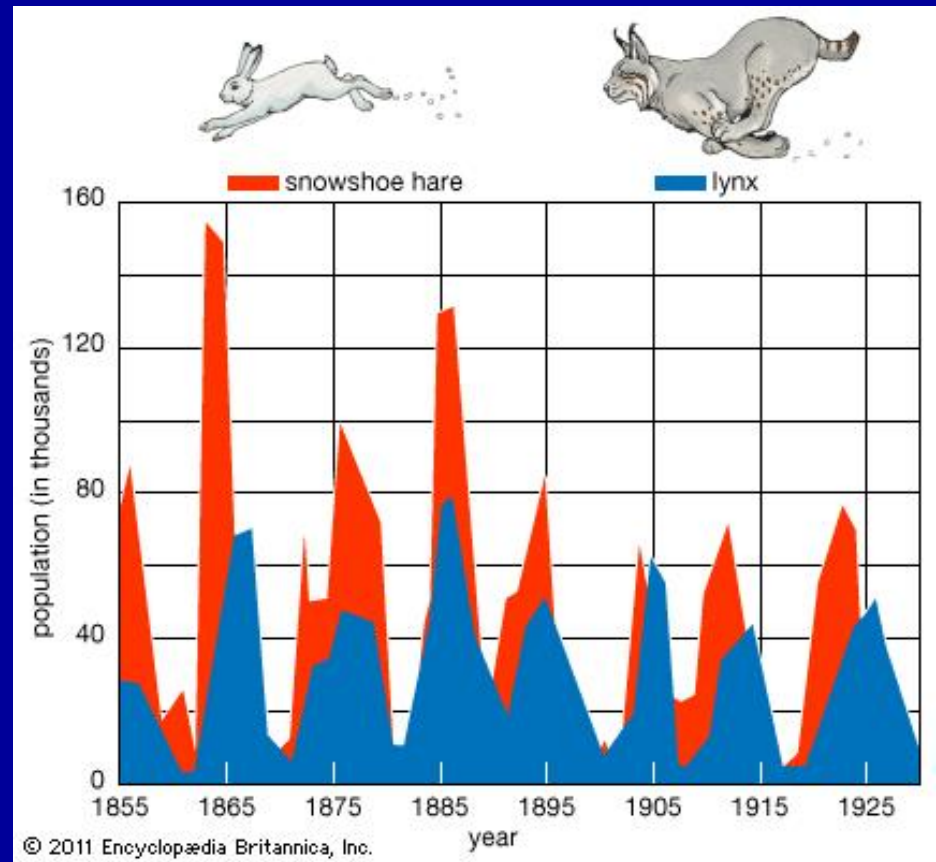 snowshoe hare lynx
160
120
80
40
0
population (in thousands)
1855 1865 1875 1885 1895 1905 1915 1925
year
© 2011 Encyclopædia Britannica, Inc.